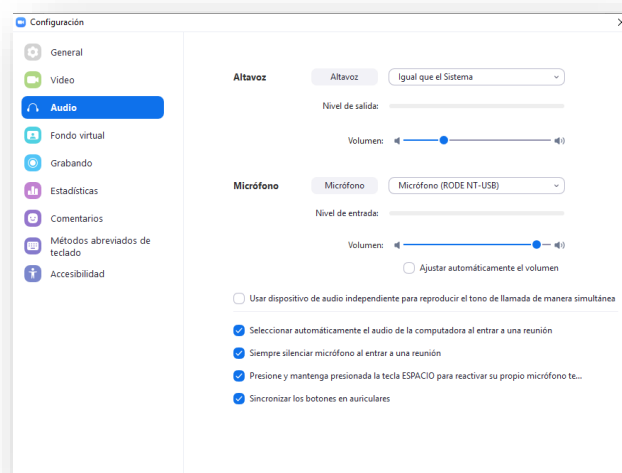 Configuración
General
Vídeo
Audio
Fondo virtual
Grabando
Estadísticas
Comentarios
Métodos abreviados de
teclado
Accesibilidad
Altavoz Altavoz Igual que el Sistema
Nivel de salida:
Volumen:
Micrófono Micrófono Micrófono (RODE NT-USB)
Nivel de entrada:
Volumen:
Ajustar automáticamente el volumen
Usar dispositivo de audio independiente para reproducir el tono de llamada de manera simultánea
Seleccionar automáticamente el audio de la computadora al entrar a una reunión
Siempre silenciar micrófono al entrar a una reunión
Presione y mantenga presionada la tecla ESPACIO para reactivar su propio micrófono te...
Sincronizar los botones en auriculares